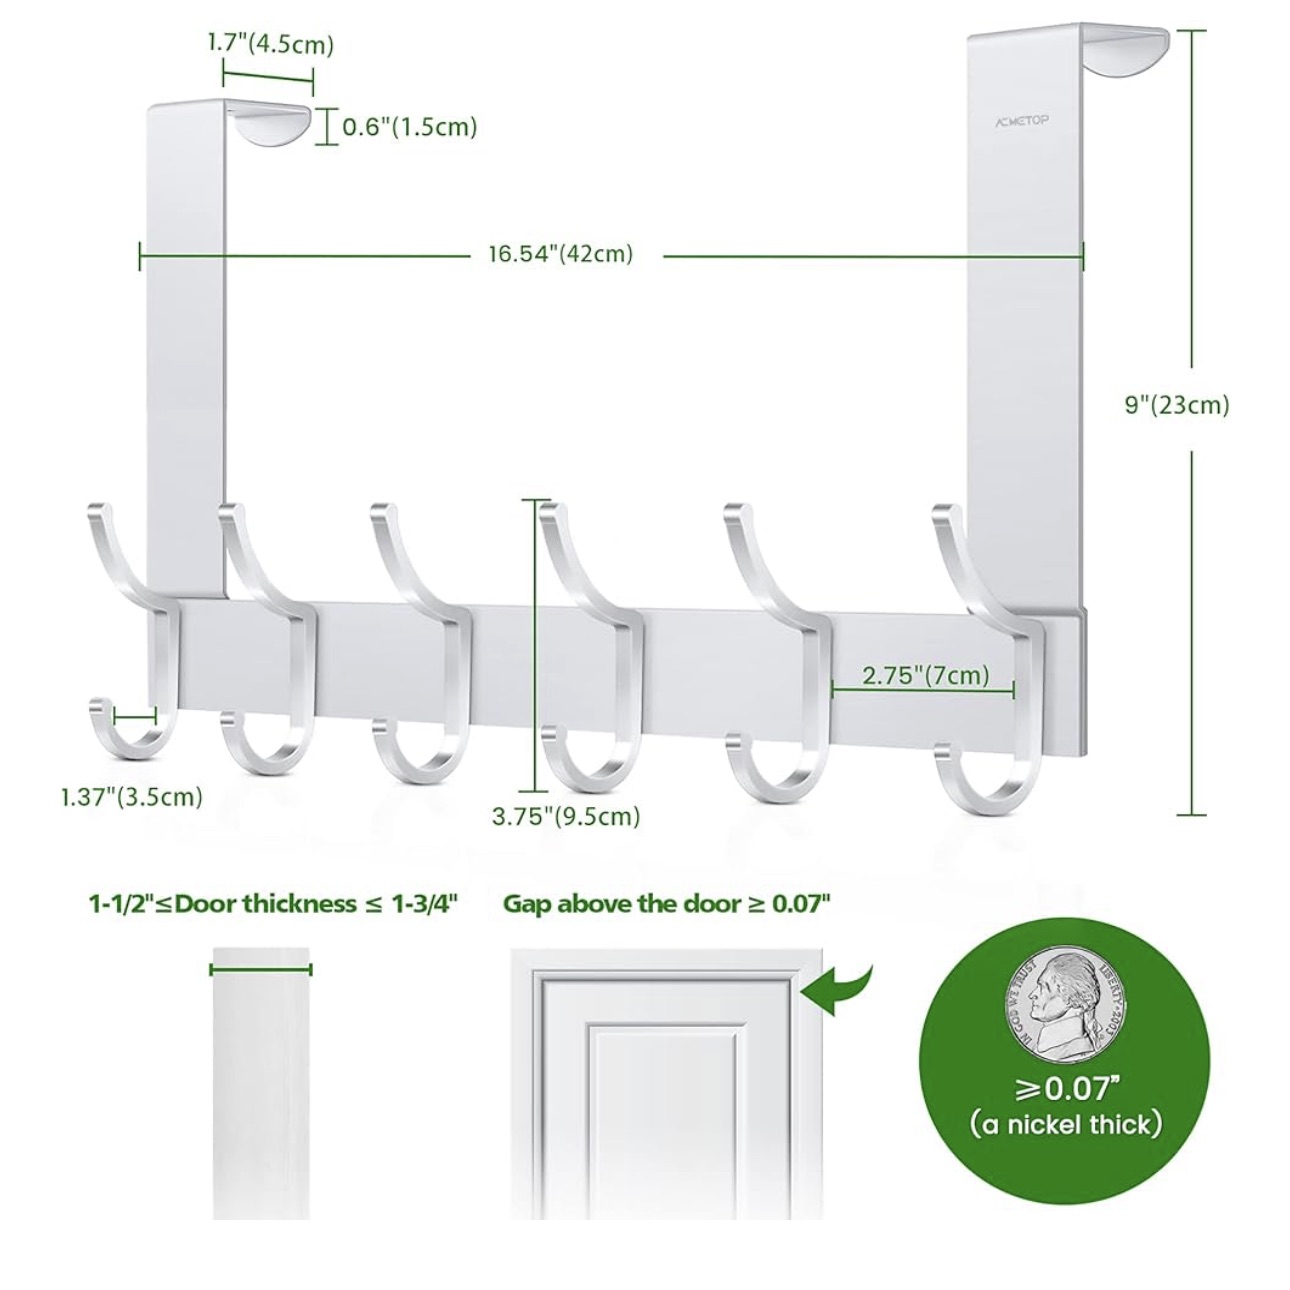 1.7"(4.5cm)
0.6"(1.5cm)
ACMETOP
16.54"(42cm)
9"(23cm)
2.75"(7cm)
1.37"(3.5cm)
3.75"(9.5cm)
1-1/2"≤Door thickness ≤ 1-3/4"
Gap above the door ≥ 0.07"
IN GOD WE TRUST
LIBERTY · 2003
≥0.07"
(a nickel thick)